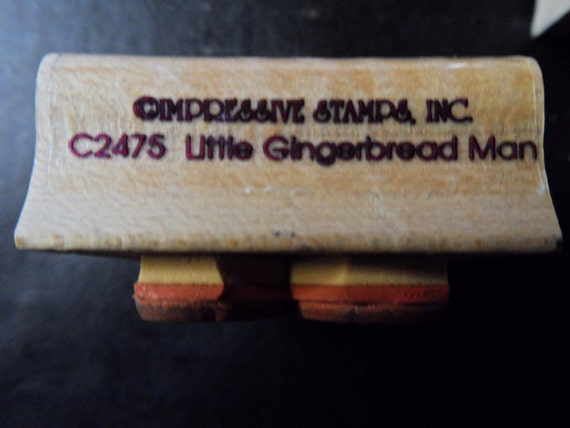 ©IMPRESSIVE STAMPS, INC.
C2475 Little Gingerbread Man